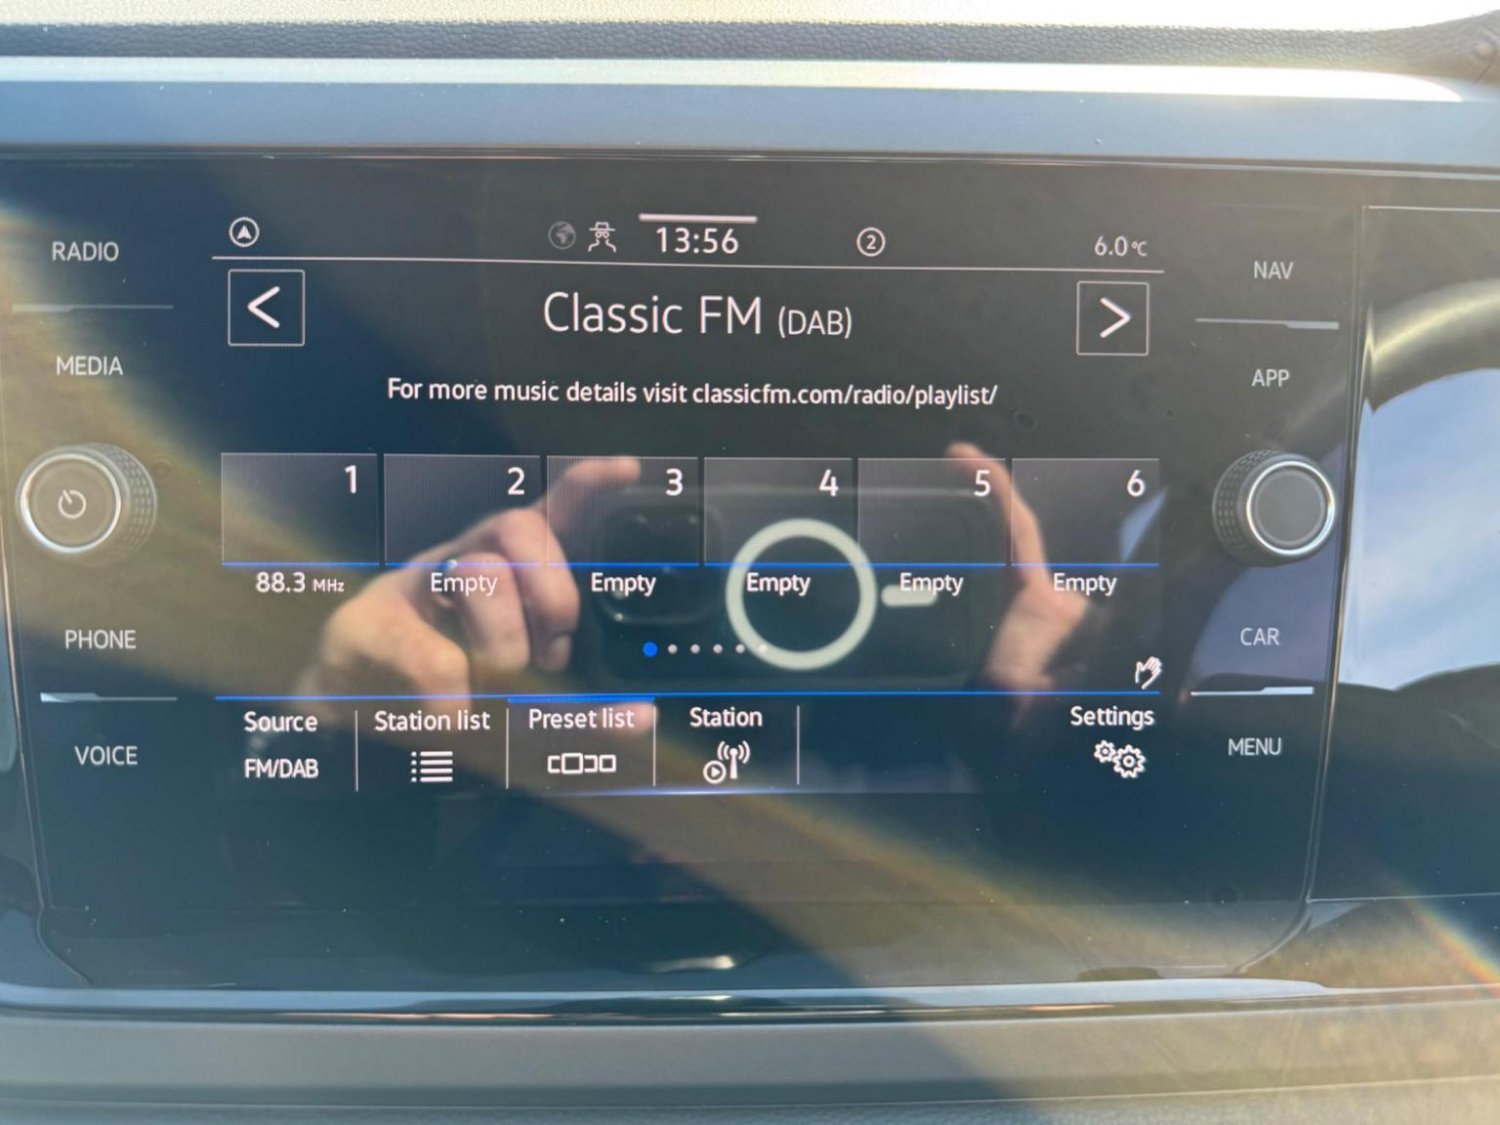 RADIO
MEDIA
PHONE
VOICE
13:56
2
6.0 °C
Classic FM (DAB)
For more music details visit classicfm.com/radio/playlist/
1 2 3 4 5 6
88.3 MHz Empty Empty Empty Empty Empty
Source Station list Preset list Station Settings
FM/DAB
NAV
APP
CAR
MENU